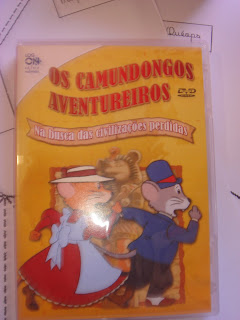 OS CAMUNDONGOS
AVENTUREIROS
DVD
Na busca das civilizações perdidas